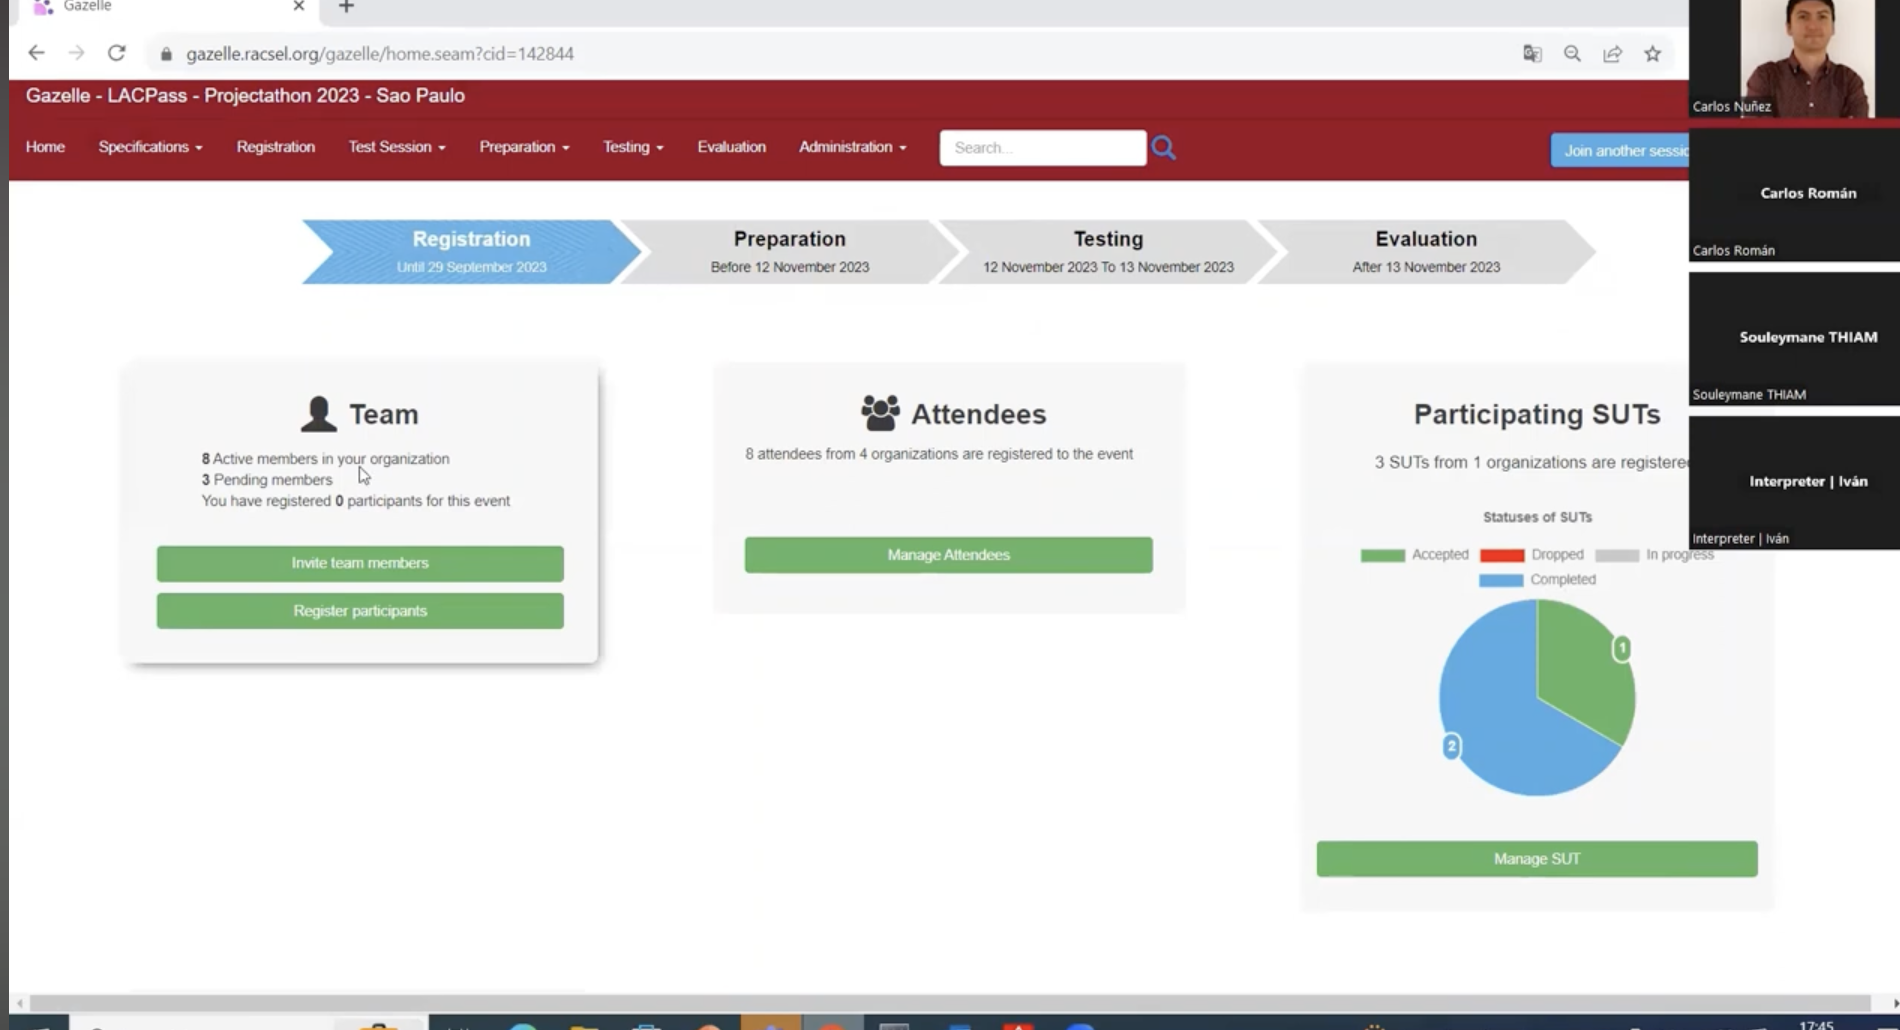 Gazelle
gazelle.racsel.org/gazelle/home.seam?cid=142844
Gazelle - LACPass - Projectathon 2023 - Sao Paulo
Home Specifications Registration Test Session Preparation Testing Evaluation Administration Search... Join another
Registration
Until 29 September 2023
Preparation
Before 12 November 2023
Testing
12 November 2023 To 13 November 2023
Evaluation
After 13 November 2023
Team
8 Active members in your organization
3 Pending members
You have registered 0 participants for this event
Invite team members
Register participants
Attendees
8 attendees from 4 organizations are registered to the event
Manage Attendees
Participating SUTs
3 SUTs from 1 organizations are
Statuses of SUTs
Accepted Dropped In progress
Completed
1
2
Manage SUT
Carlos Nuñez
Carlos Román
Carlos Román
Souleymane THIAM
Souleymane THIAM
Interpreter | Iván
Interpreter | Iván
17:45